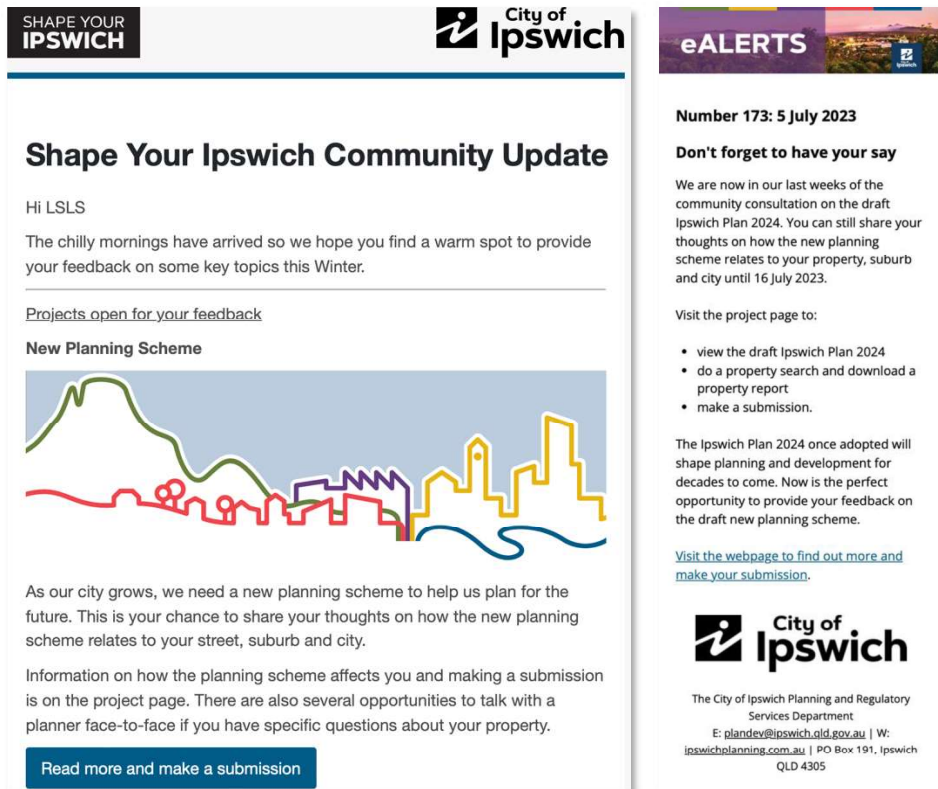 SHAPE YOUR
IPSWICH
City of
Ipswich
Shape Your Ipswich Community Update
Hi LSLS
The chilly mornings have arrived so we hope you find a warm spot to provide
your feedback on some key topics this Winter.
Projects open for your feedback
New Planning Scheme
As our city grows, we need a new planning scheme to help us plan for the
future. This is your chance to share your thoughts on how the new planning
scheme relates to your street, suburb and city.
Information on how the planning scheme affects you and making a submission
is on the project page. There are also several opportunities to talk with a
planner face-to-face if you have specific questions about your property.
Read more and make a submission
eALERTS
Number 173: 5 July 2023
Don't forget to have your say
We are now in our last weeks of the
community consultation on the draft
Ipswich Plan 2024. You can still share your
thoughts on how the new planning
scheme relates to your property, suburb
and city until 16 July 2023.
Visit the project page to:
• view the draft Ipswich Plan 2024
• do a property search and download a
property report
• make a submission.
The Ipswich Plan 2024 once adopted will
shape planning and development for
decades to come. Now is the perfect
opportunity to provide your feedback on
the draft new planning scheme.
Visit the webpage to find out more and
make your submission.
City of
Ipswich
The City of Ipswich Planning and Regulatory
Services Department
E: plandev@ipswich.qld.gov.au | W:
ipswichplanning.com.au | PO Box 191, Ipswich
QLD 4305